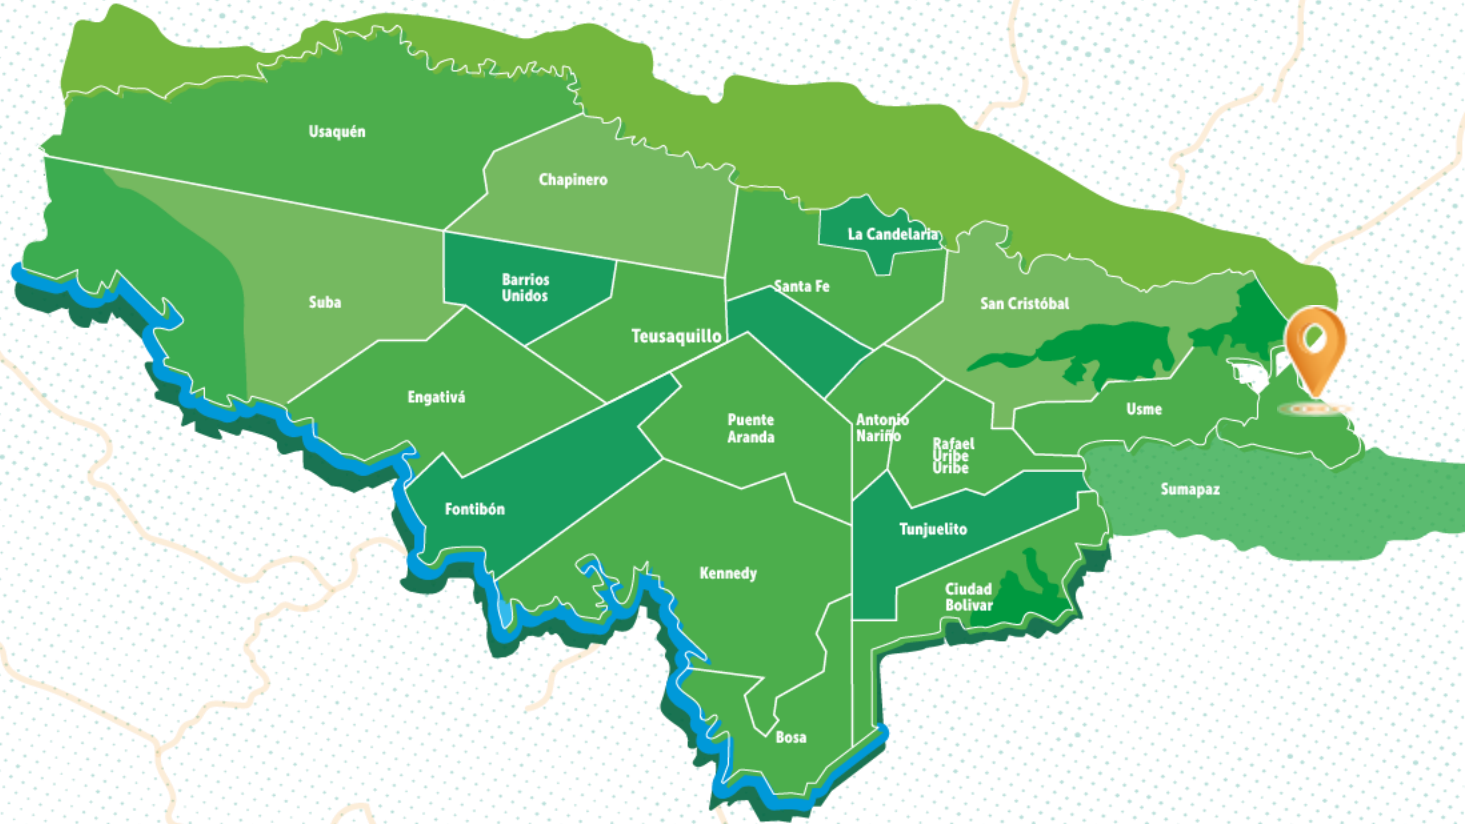 Usaquén
Chapinero
La Candelaria
Barrios
Unidos
Santa Fe
Suba
San Cristóbal
Teusaquillo
Engativá
Usme
Puente
Aranda
Antonio
Nariño
Rafael
Uribe
Uribe
Sumapaz
Fontibón
Tunjuelito
Kennedy
Ciudad
Bolivar
Bosa